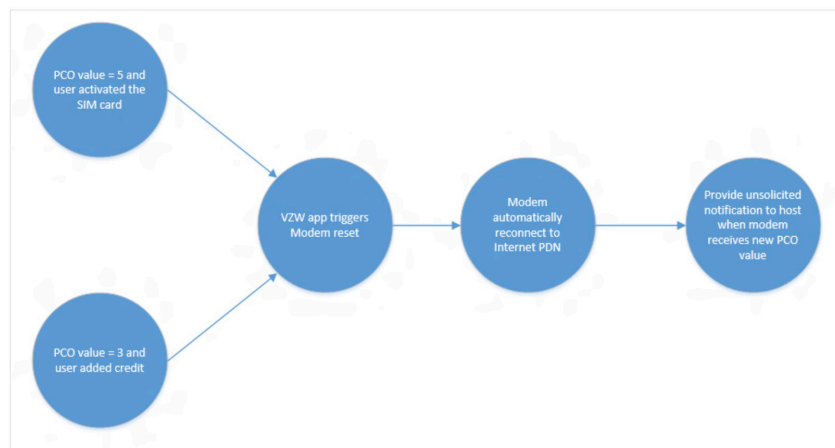 PCO value = 5 and
user activated the
SIM card
VZW app triggers
Modem reset
Modem
automatically
reconnect to
Internet PDN
Provide unsolicited
notification to host
when modem
receives new PCO
value
PCO value = 3 and
user added credit